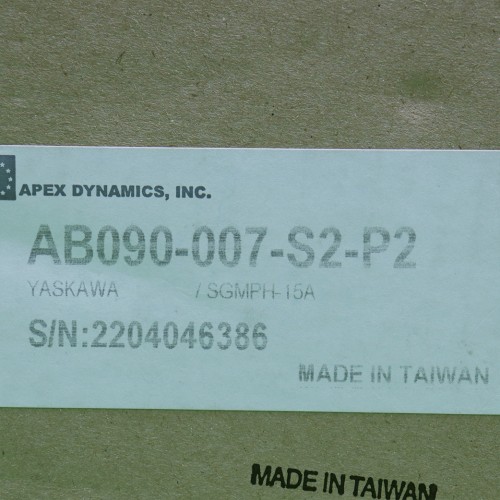 APEX DYNAMICS, INC.
AB090-007-S2-P2
YASKAWA / SGMPH-15A
S/N:2204046386
MADE IN TAIWAN
MADE IN TAIWAN